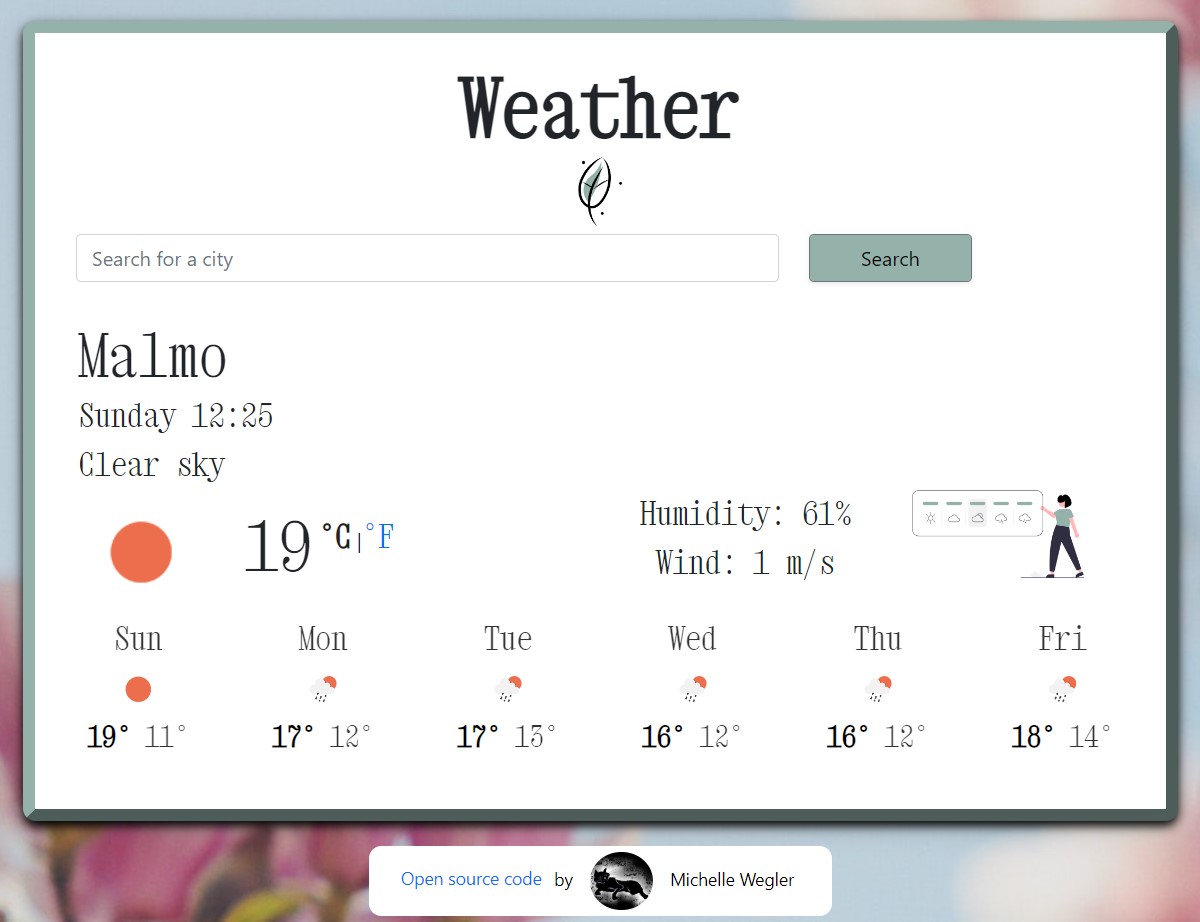 Weather
Search for a city
Search
Malmo
Sunday 12:25
Clear sky
19 °C|°F
Humidity: 61%
Wind: 1 m/s
Sun Mon Tue Wed Thu Fri
19° 11° 17° 12° 17° 13° 16° 12° 16° 12° 18° 14°
Open source code by Michelle Wegler